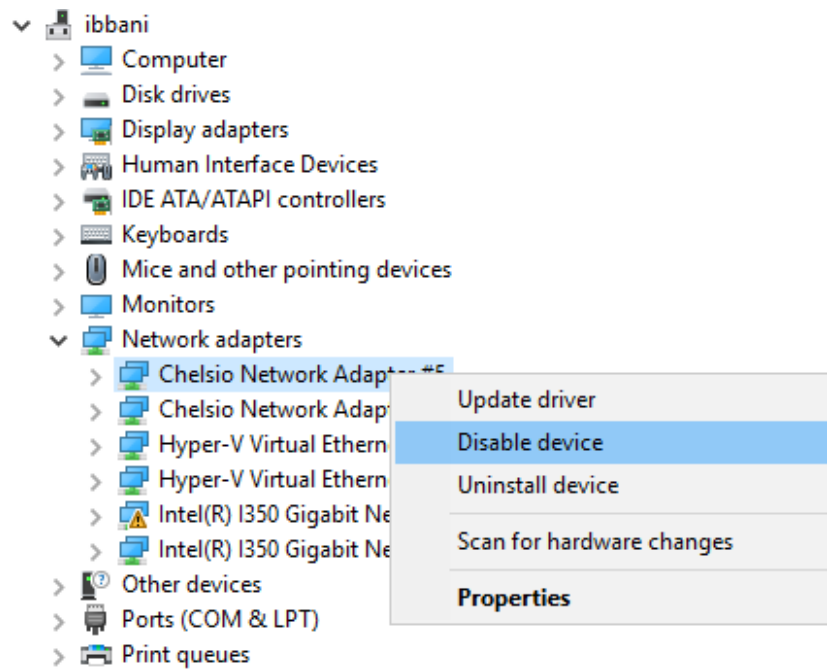 ibbani
Computer
Disk drives
Display adapters
Human Interface Devices
IDE ATA/ATAPI controllers
Keyboards
Mice and other pointing devices
Monitors
Network adapters
Chelsio Network Adapter #5
Chelsio Network Adap
Hyper-V Virtual Ethern
Hyper-V Virtual Ethern
Intel(R) I350 Gigabit Ne
Intel(R) I350 Gigabit Ne
Other devices
Ports (COM & LPT)
Print queues
Update driver
Disable device
Uninstall device
Scan for hardware changes
Properties